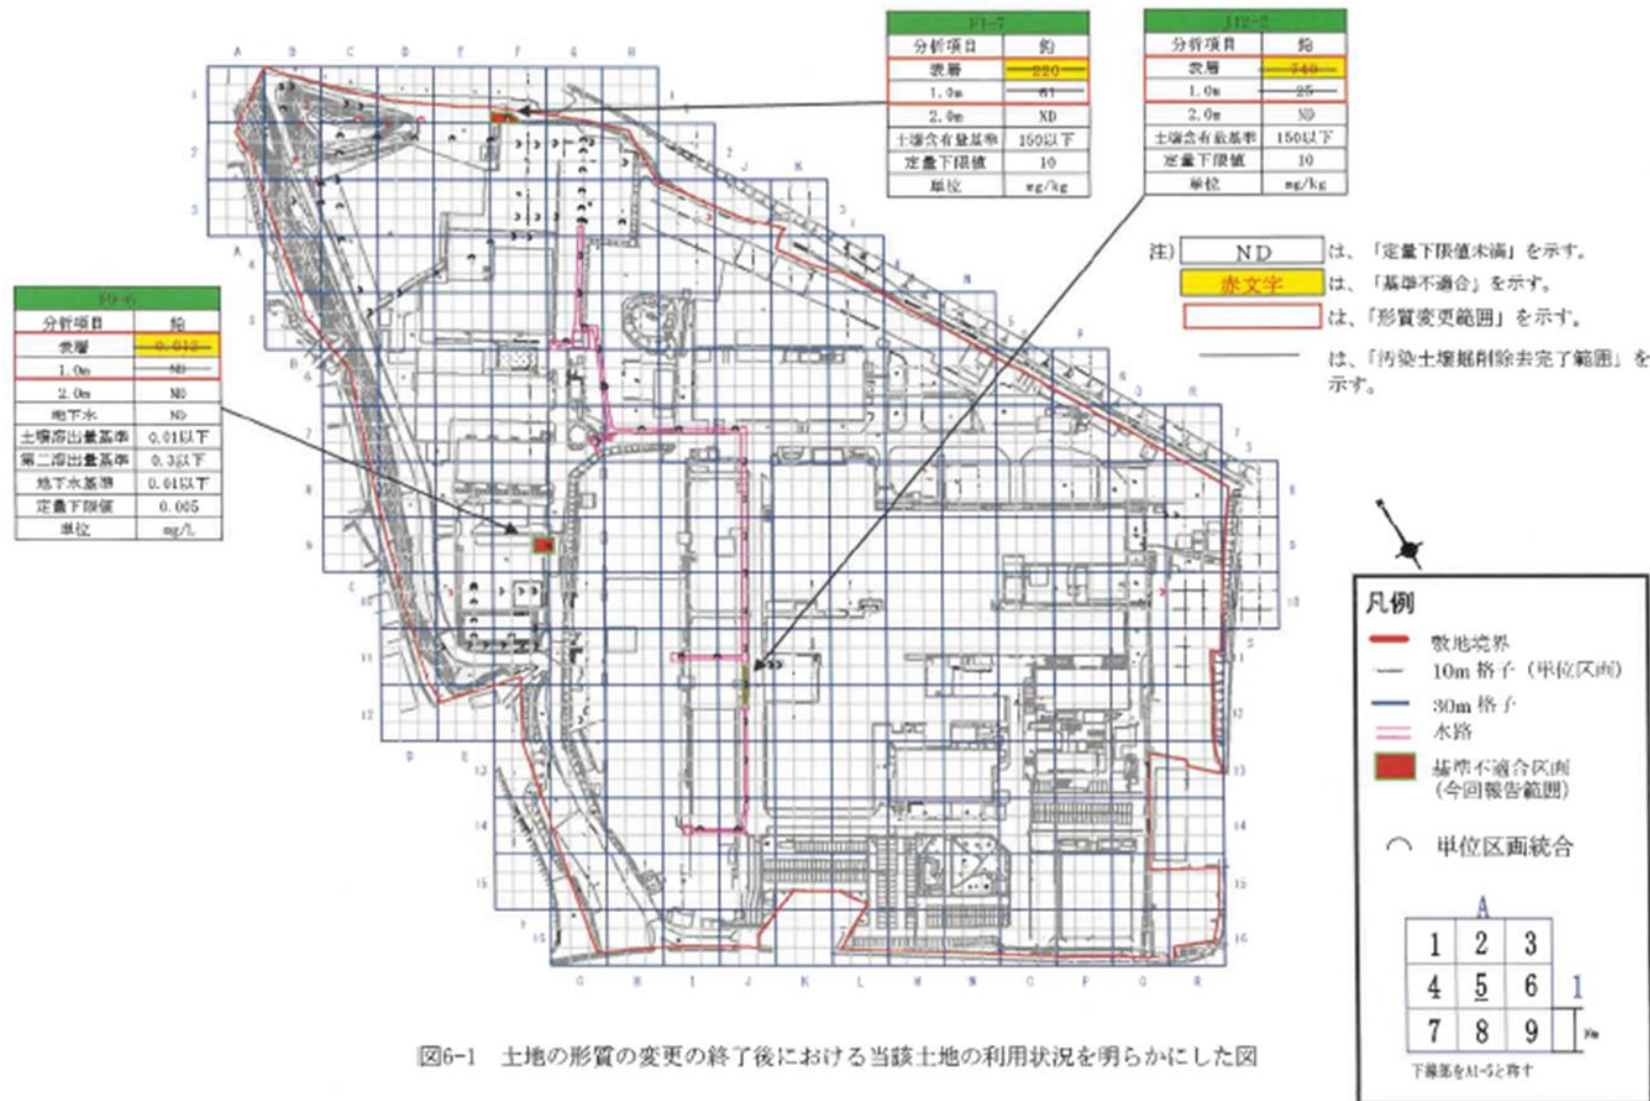 F1-7
分析項目 鉛
表層 220
1.0m 61
2.0m ND
土壌含有量基準 150以下
定量下限値 10
単位 mg/kg
J12-2
分析項目 鉛
表層 740
1.0m 25
2.0m ND
土壌含有量基準 150以下
定量下限値 10
単位 mg/kg
注) ND は、「定量下限値未満」を示す。
赤文字 は、「基準不適合」を示す。
は、「形質変更範囲」を示す。
は、「汚染土壌掘削除去完了範囲」を
示す。
F9-6
分析項目 鉛
表層 0.012
1.0m ND
2.0m ND
地下水 ND
土壌溶出量基準 0.01以下
第二溶出量基準 0.3以下
地下水基準 0.01以下
定量下限値 0.005
単位 mg/L
A B C D E F G H
J K
N
P
Q R
G H I J K L M N O P Q R
凡例
敷地境界
10m 格子（単位区画）
30m 格子
水路
基準不適合区画
（今回報告範囲）
単位区画統合
A
1 2 3
4 5 6 1
7 8 9
下線部をA1-5と称す
図6-1 土地の形質の変更の終了後における当該土地の利用状況を明らかにした図